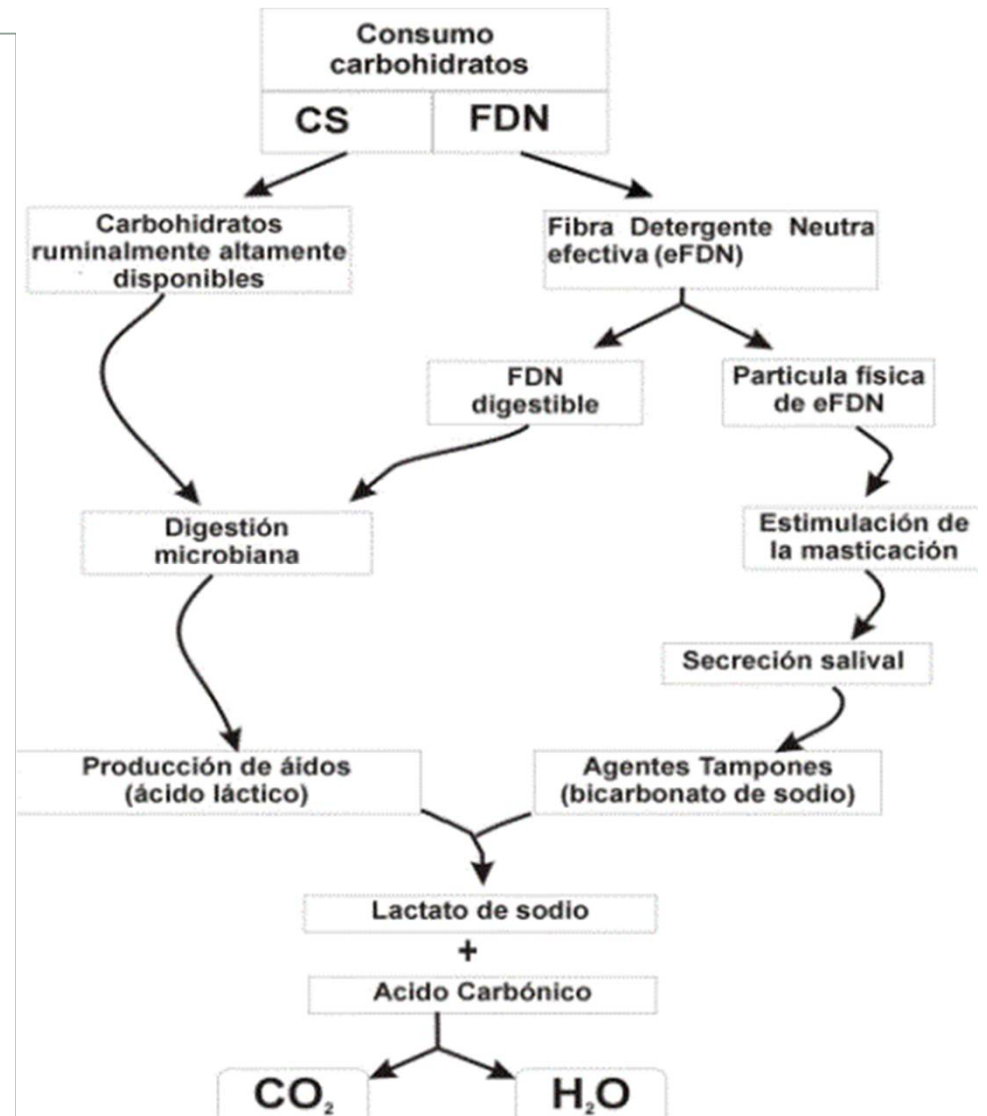 Consumo
carbohidratos
CS
FDN
Carbohidratos
ruminalmente altamente
disponibles
Fibra Detergente Neutra
efectiva (eFDN)
FDN
digestible
Particula física
de eFDN
Digestión
microbiana
Estimulación de
la masticación
Secreción salival
Producción de áidos
(ácido láctico)
Agentes Tampones
(bicarbonato de sodio)
Lactato de sodio
+
Acido Carbónico
CO₂
H₂O